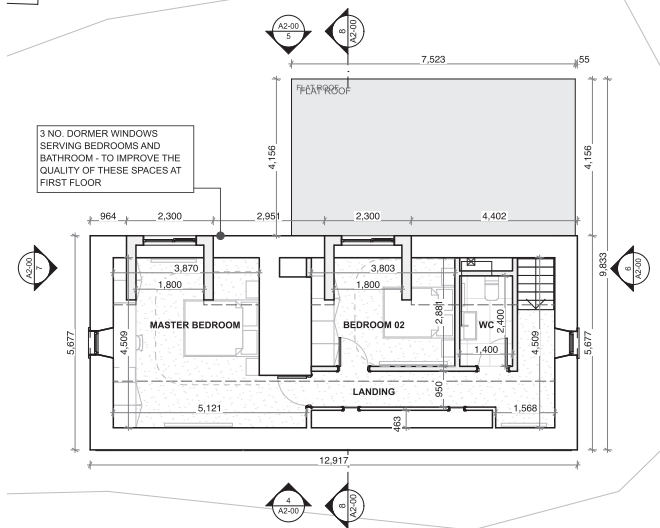 A2-00
5
8
A2-00
7,523
55
FLAT ROOF
FLAT ROOF
3 NO. DORMER WINDOWS
SERVING BEDROOMS AND
BATHROOM - TO IMPROVE THE
QUALITY OF THESE SPACES AT
FIRST FLOOR
4,156
4,156
964
2,300
2,951
2,300
4,402
A2-00
7
9,833
A2-00
6
3,870
3,803
1,800
1,800
5,677
4,509
MASTER BEDROOM
BEDROOM 02
2,881
WC
2,400
1,400
4,509
5,677
LANDING
950
5,121
463
1,568
12,917
4
A2-00
8
A2-00